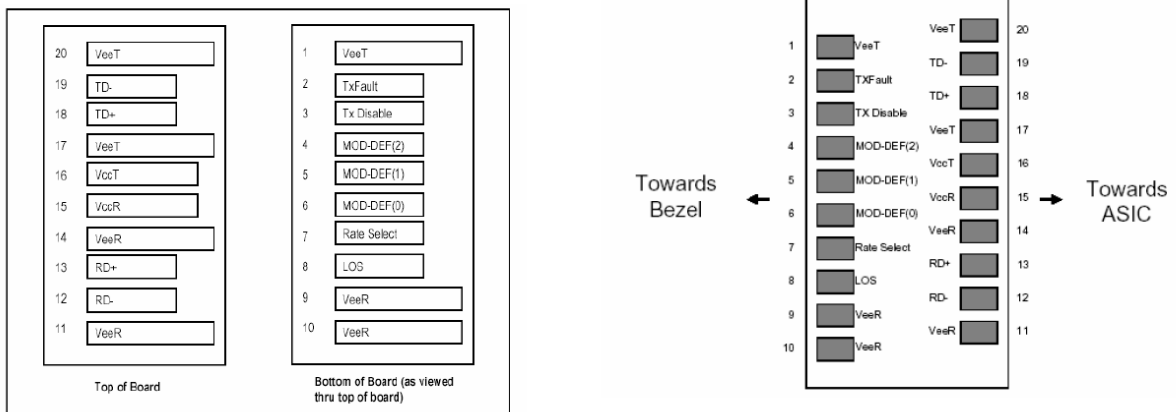 20 VeeT
19 TD-
18 TD+
17 VeeT
16 VccT
15 VccR
14 VeeR
13 RD+
12 RD-
11 VeeR
Top of Board
1 VeeT
2 TxFault
3 Tx Disable
4 MOD-DEF(2)
5 MOD-DEF(1)
6 MOD-DEF(0)
7 Rate Select
8 LOS
9 VeeR
10 VeeR
Bottom of Board (as viewed
thru top of board)
Towards
Bezel
1 VeeT
2 TXFault
3 TX Disable
4 MOD-DEF(2)
5 MOD-DEF(1)
6 MOD-DEF(0)
7 Rate Select
8 LOS
9 VeeR
10 VeeR
VeeT 20
TD- 19
TD+ 18
VeeT 17
VccT 16
VccR 15
VeeR 14
RD+ 13
RD- 12
VeeR 11
Towards
ASIC